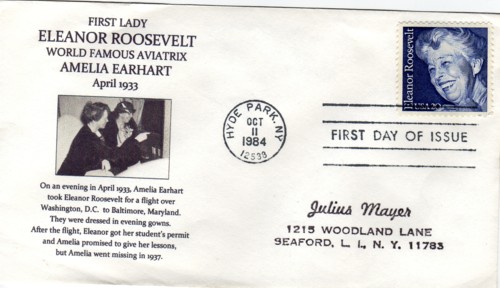 FIRST LADY
ELEANOR ROOSEVELT
WORLD FAMOUS AVIATRIX
AMELIA EARHART
April 1933
On an evening in April 1933, Amelia Earhart
took Eleanor Roosevelt for a flight over
Washington, D.C. to Baltimore, Maryland.
They were dressed in evening gowns.
After the flight, Eleanor got her student's permit
and Amelia promised to give her lessons,
but Amelia went missing in 1937.
HYDE PARK, NY
OCT
11
1984
12538
Eleanor Roosevelt
USA 20
FIRST DAY OF ISSUE
Julius Mayer
1215 WOODLAND LANE
SEAFORD, L. I., N. Y. 11783